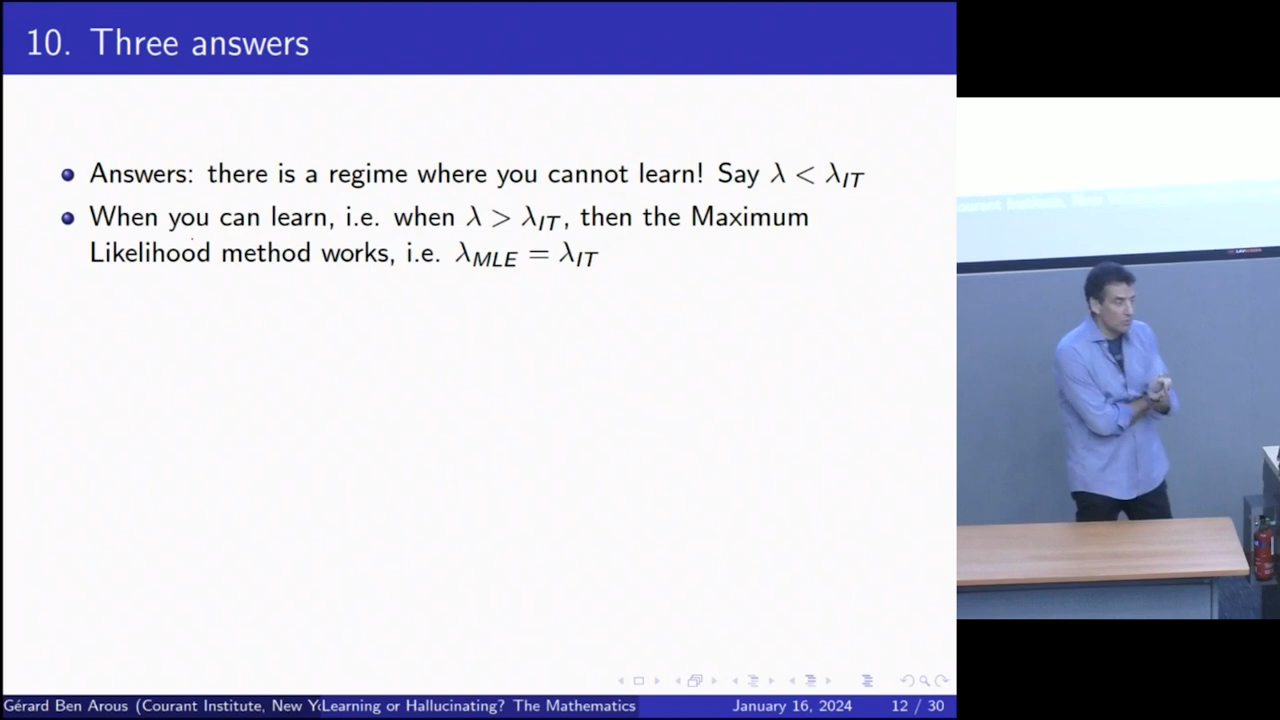 10. Three answers
Answers: there is a regime where you cannot learn! Say λ < λ_IT
When you can learn, i.e. when λ > λ_IT, then the Maximum
Likelihood method works, i.e. λ_MLE = λ_IT
Gérard Ben Arous (Courant Institute, New Y
Learning or Hallucinating? The Mathematics
January 16, 2024
12 / 30